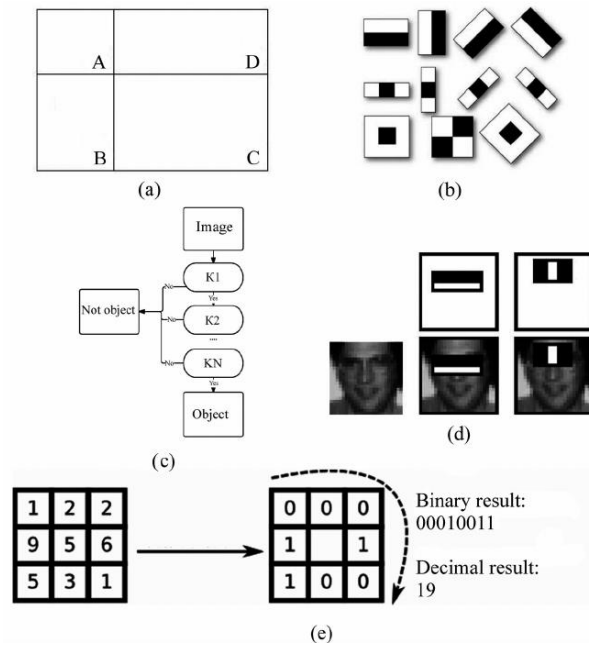 A D
B C
(a)
(b)
Image
K1
No
Yes
Not object
K2
No
....
KN
No
Yes
Object
(c)
(d)
1 2 2
9 5 6
5 3 1
0 0 0
1 1
1 0 0
Binary result:
00010011
Decimal result:
19
(e)